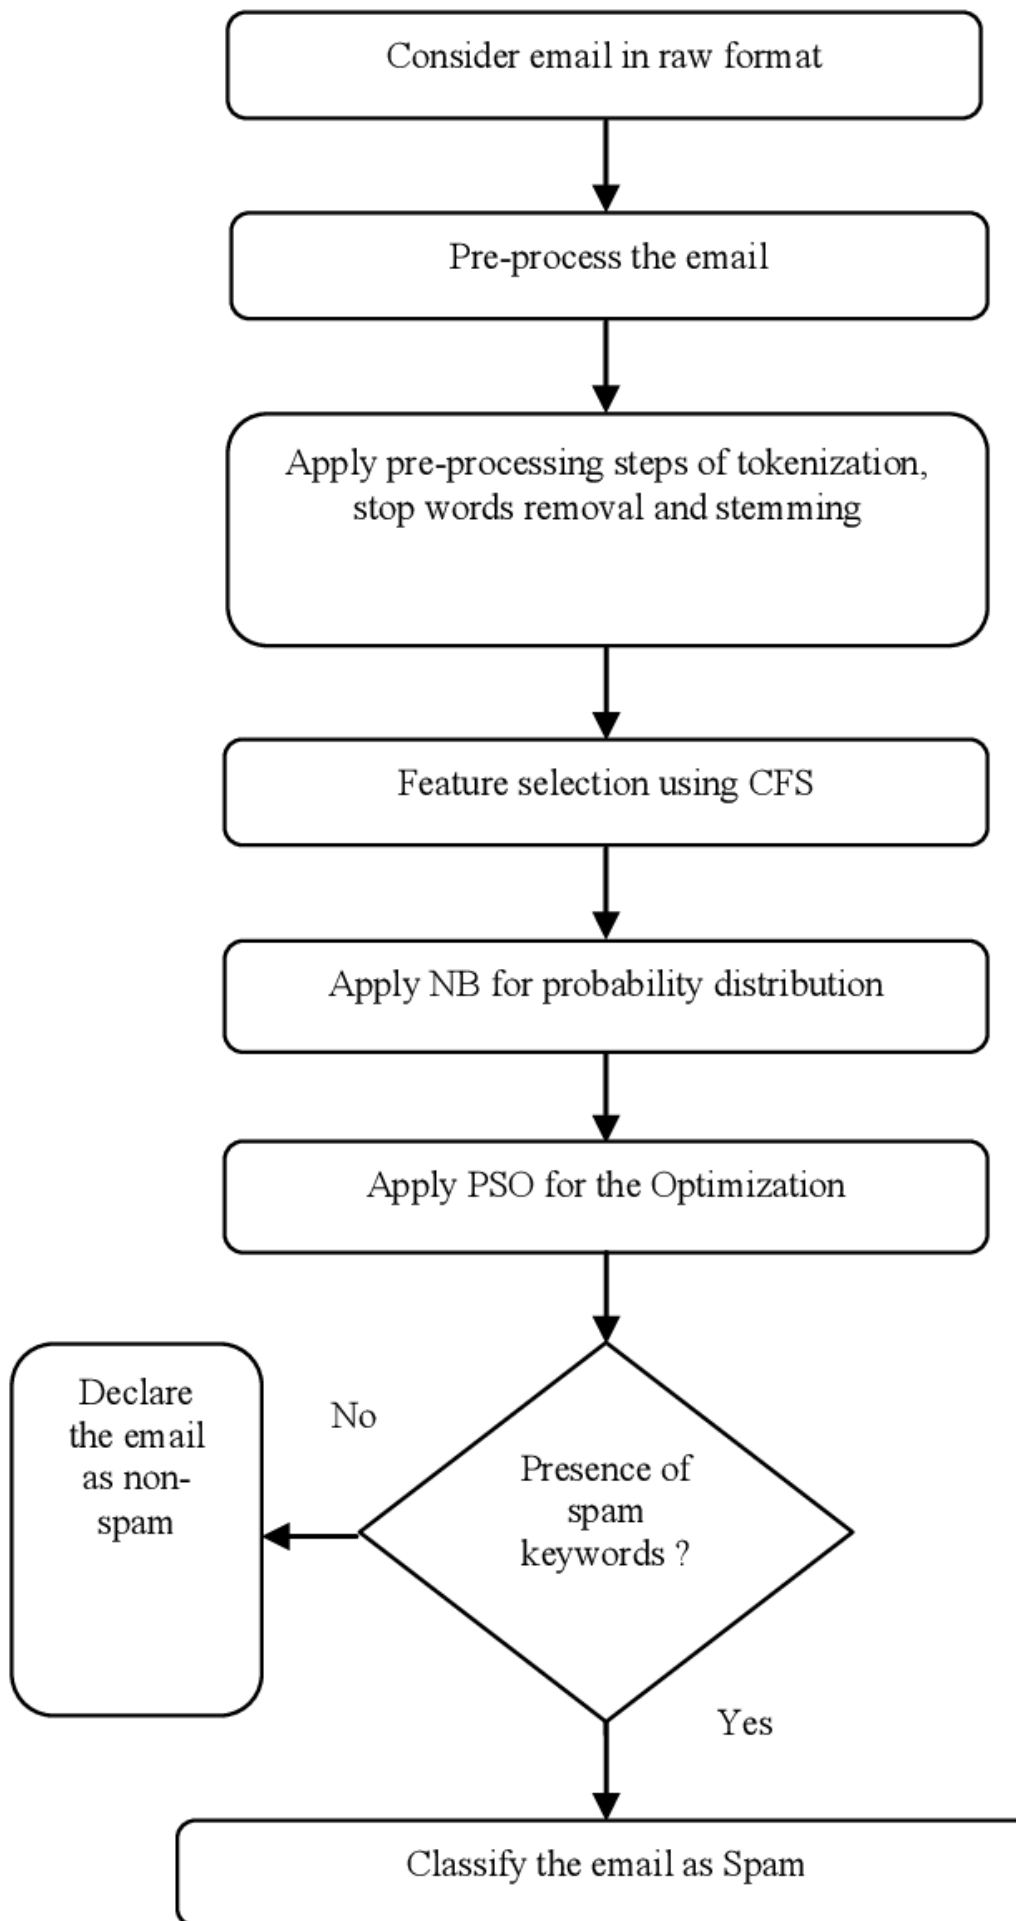 Consider email in raw format
Pre-process the email
Apply pre-processing steps of tokenization,
stop words removal and stemming
Feature selection using CFS
Apply NB for probability distribution
Apply PSO for the Optimization
Declare
the email
as non-
spam
No
Presence of
spam
keywords ?
Yes
Classify the email as Spam